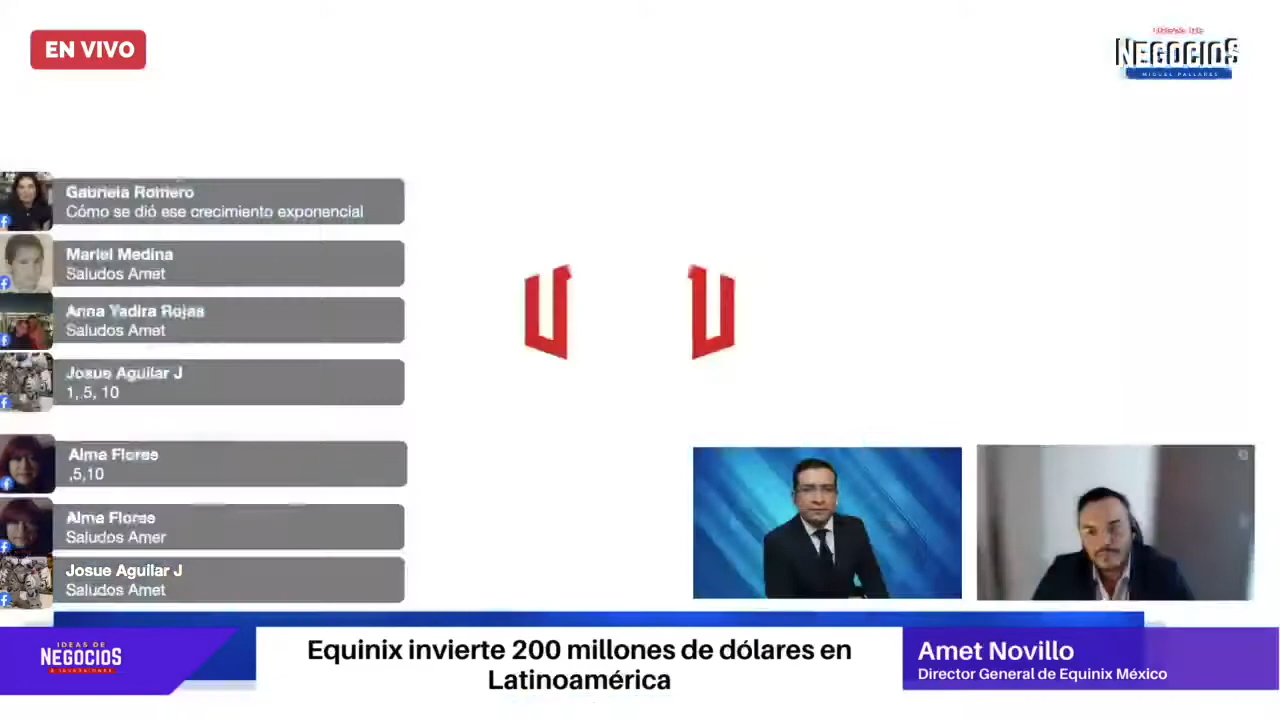 EN VIVO
IDEAS DE
NEGOCIOS
MIGUEL PALLARES
Gabriela Romero
Cómo se dió ese crecimiento exponencial
Mariel Medina
Saludos Amet
Anna Yadira Rojas
Saludos Amet
Josue Aguilar J
1, 5, 10
Alma Flores
,5,10
Alma Flores
Saludos Amer
Josue Aguilar J
Saludos Amet
IDEAS DE
NEGOCIOS
E INVERSIONES
Equinix invierte 200 millones de dólares en
Latinoamérica
Amet Novillo
Director General de Equinix México